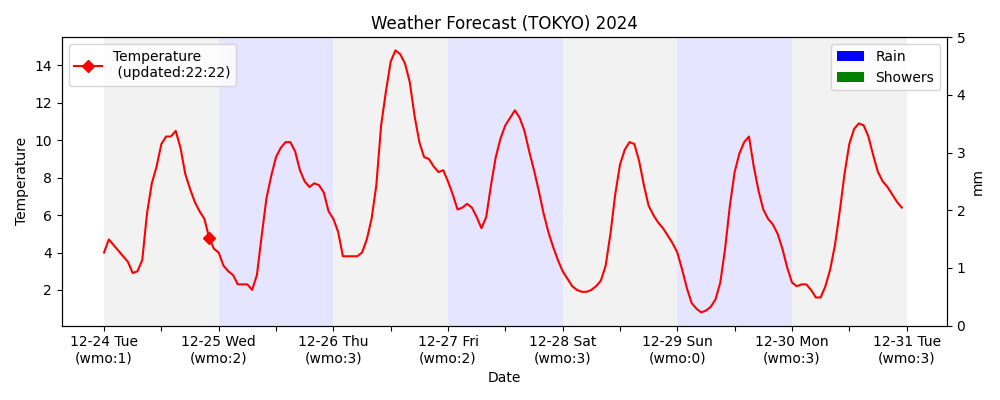 Weather Forecast (TOKYO) 2024
Temperature
(updated:22:22)
Rain
Showers
14
12
10
8
6
4
2
Temperature
5
4
3
2
1
0
mm
12-24 Tue
(wmo:1)
12-25 Wed
(wmo:2)
12-26 Thu
(wmo:3)
12-27 Fri
(wmo:2)
12-28 Sat
(wmo:3)
12-29 Sun
(wmo:0)
12-30 Mon
(wmo:3)
12-31 Tue
(wmo:3)
Date